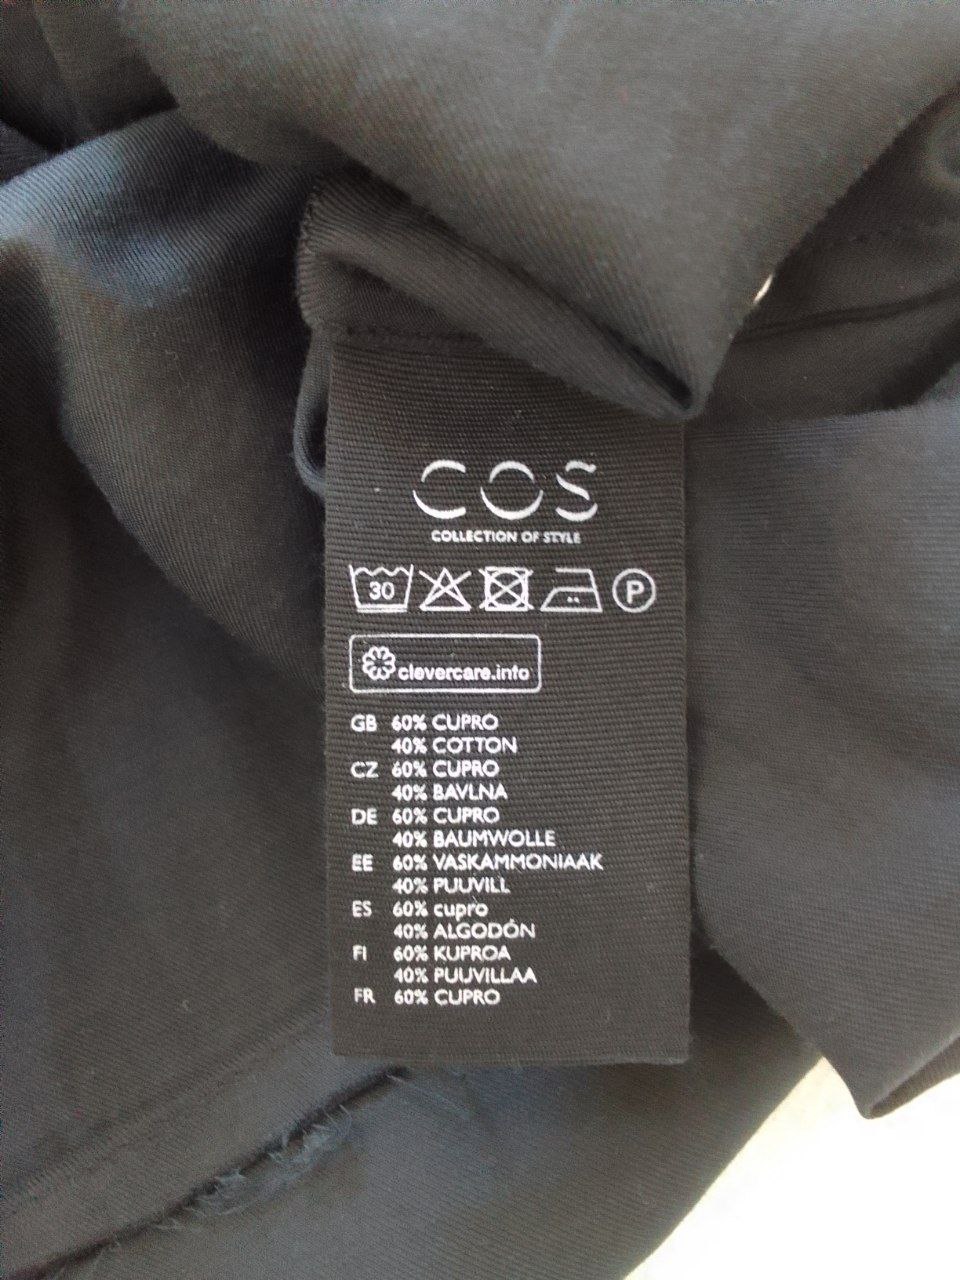 COS
COLLECTION OF STYLE
30 P
clevercare.info
GB 60% CUPRO
40% COTTON
CZ 60% CUPRO
40% BAVLNA
DE 60% CUPRO
40% BAUMWOLLE
EE 60% VASKAMMONIAAK
40% PUUVILL
ES 60% cupro
40% ALGODÓN
FI 60% KUPROA
40% PUUVILLAA
FR 60% CUPRO